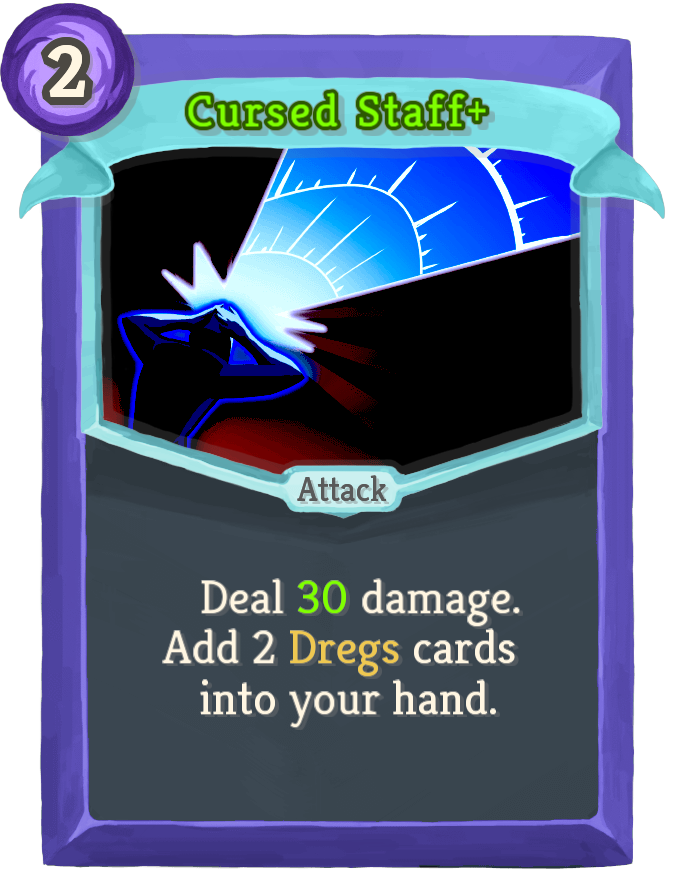 2
Cursed Staff+
Attack
Deal 30 damage.
Add 2 Dregs cards
into your hand.